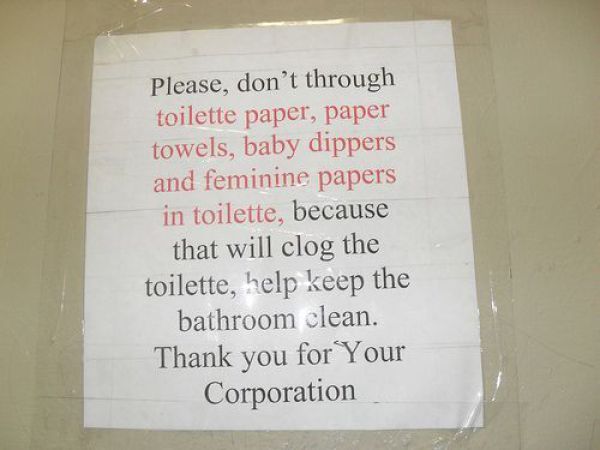 Please, don't through
toilette paper, paper
towels, baby dippers
and feminine papers
in toilette, because
that will clog the
toilette, help keep the
bathroom clean.
Thank you for Your
Corporation